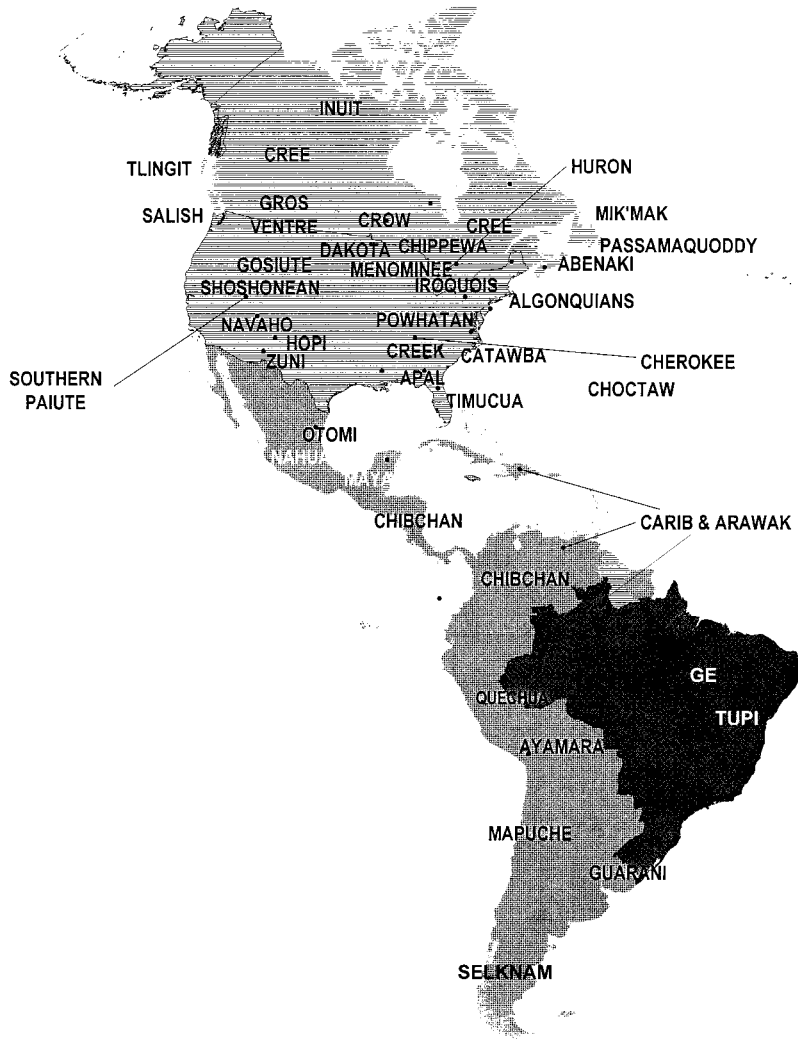 INUIT
CREE
TLINGIT
HURON
GROS
VENTRE
SALISH
CROW
CREE
MIK'MAK
DAKOTA
CHIPPEWA
PASSAMAQUODDY
GOSIUTE
MENOMINEE
ABENAKI
SHOSHONEAN
IROQUOIS
ALGONQUIANS
NAVAHO
POWHATAN
HOPI
CREEK
CATAWBA
ZUNI
CHEROKEE
SOUTHERN
PAIUTE
APAL
CHOCTAW
TIMUCUA
OTOMI
NAHUA
MAYA
CHIBCHAN
CARIB & ARAWAK
CHIBCHAN
GE
QUECHUA
TUPI
AYAMARA
MAPUCHE
GUARANI
SELKNAM